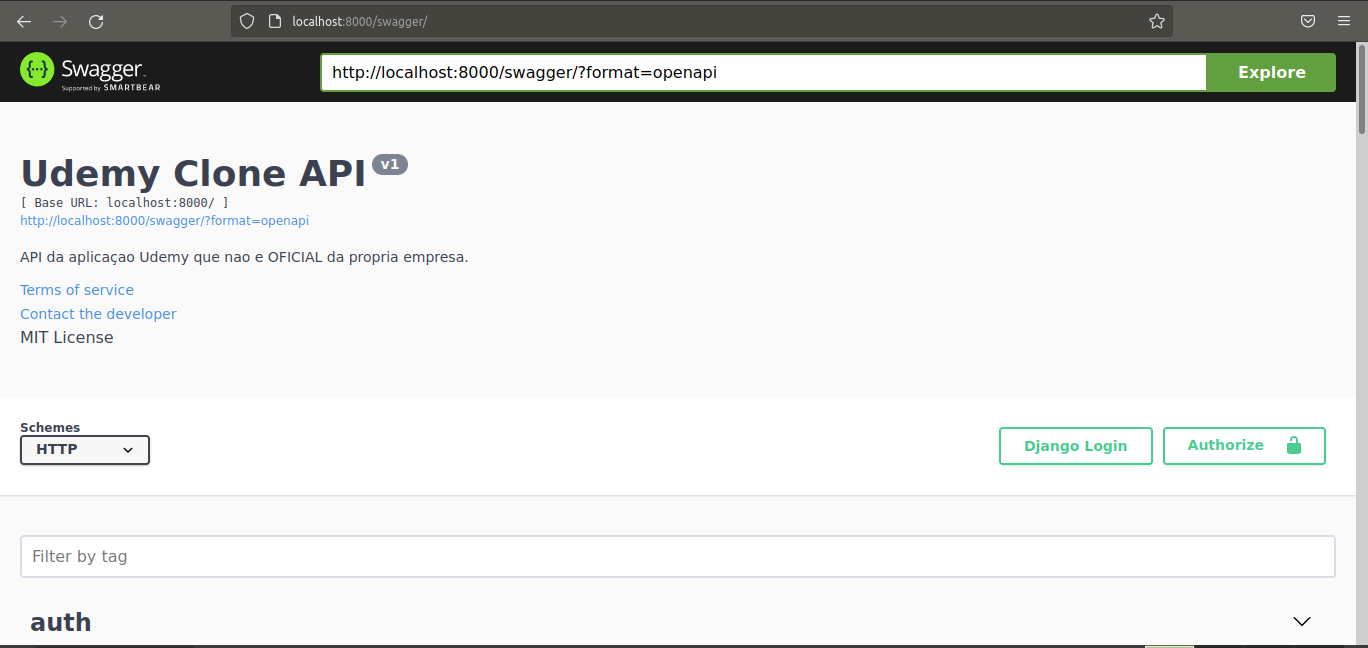 localhost:8000/swagger/
Swagger
Supported by SMARTBEAR
http://localhost:8000/swagger/?format=openapi
Explore
Udemy Clone API v1
[ Base URL: localhost:8000/ ]
http://localhost:8000/swagger/?format=openapi
API da aplicaçao Udemy que nao e OFICIAL da propria empresa.
Terms of service
Contact the developer
MIT License
Schemes
HTTP
Django Login
Authorize
Filter by tag
auth